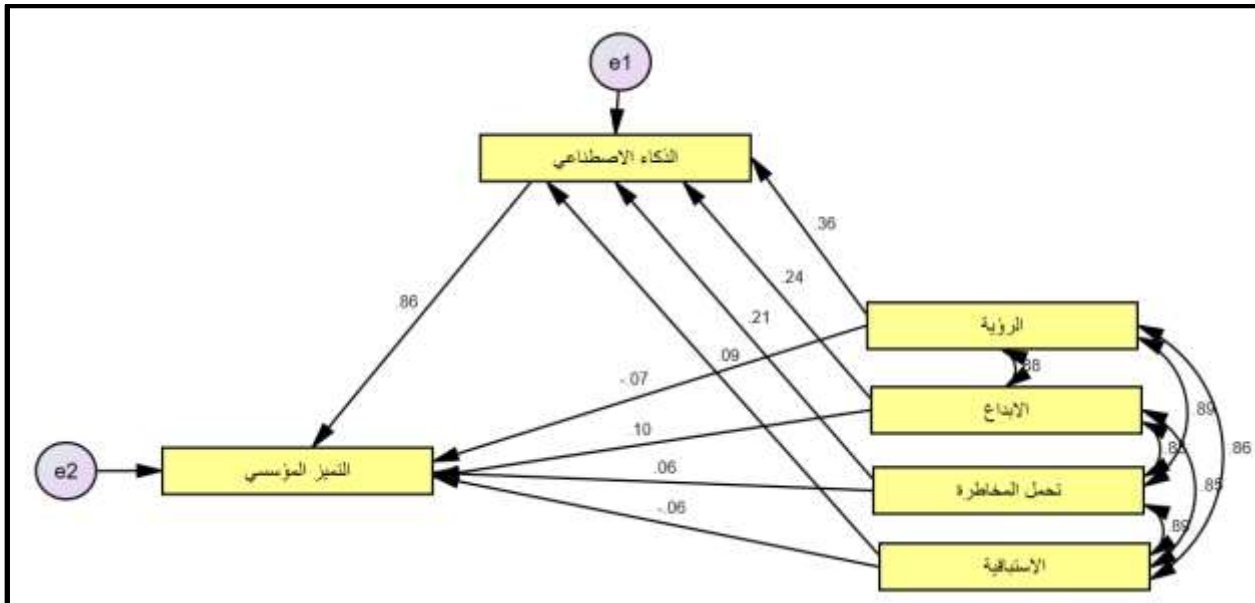 e1
الذكاء الاصطناعي
.36
.24
.86
.21
الرؤية
.09
-.07
.88
الابداع
.89
.10
.86
e2
التميز المؤسسي
.06
تحمل المخاطرة
.85
-.06
.89
الاستباقية